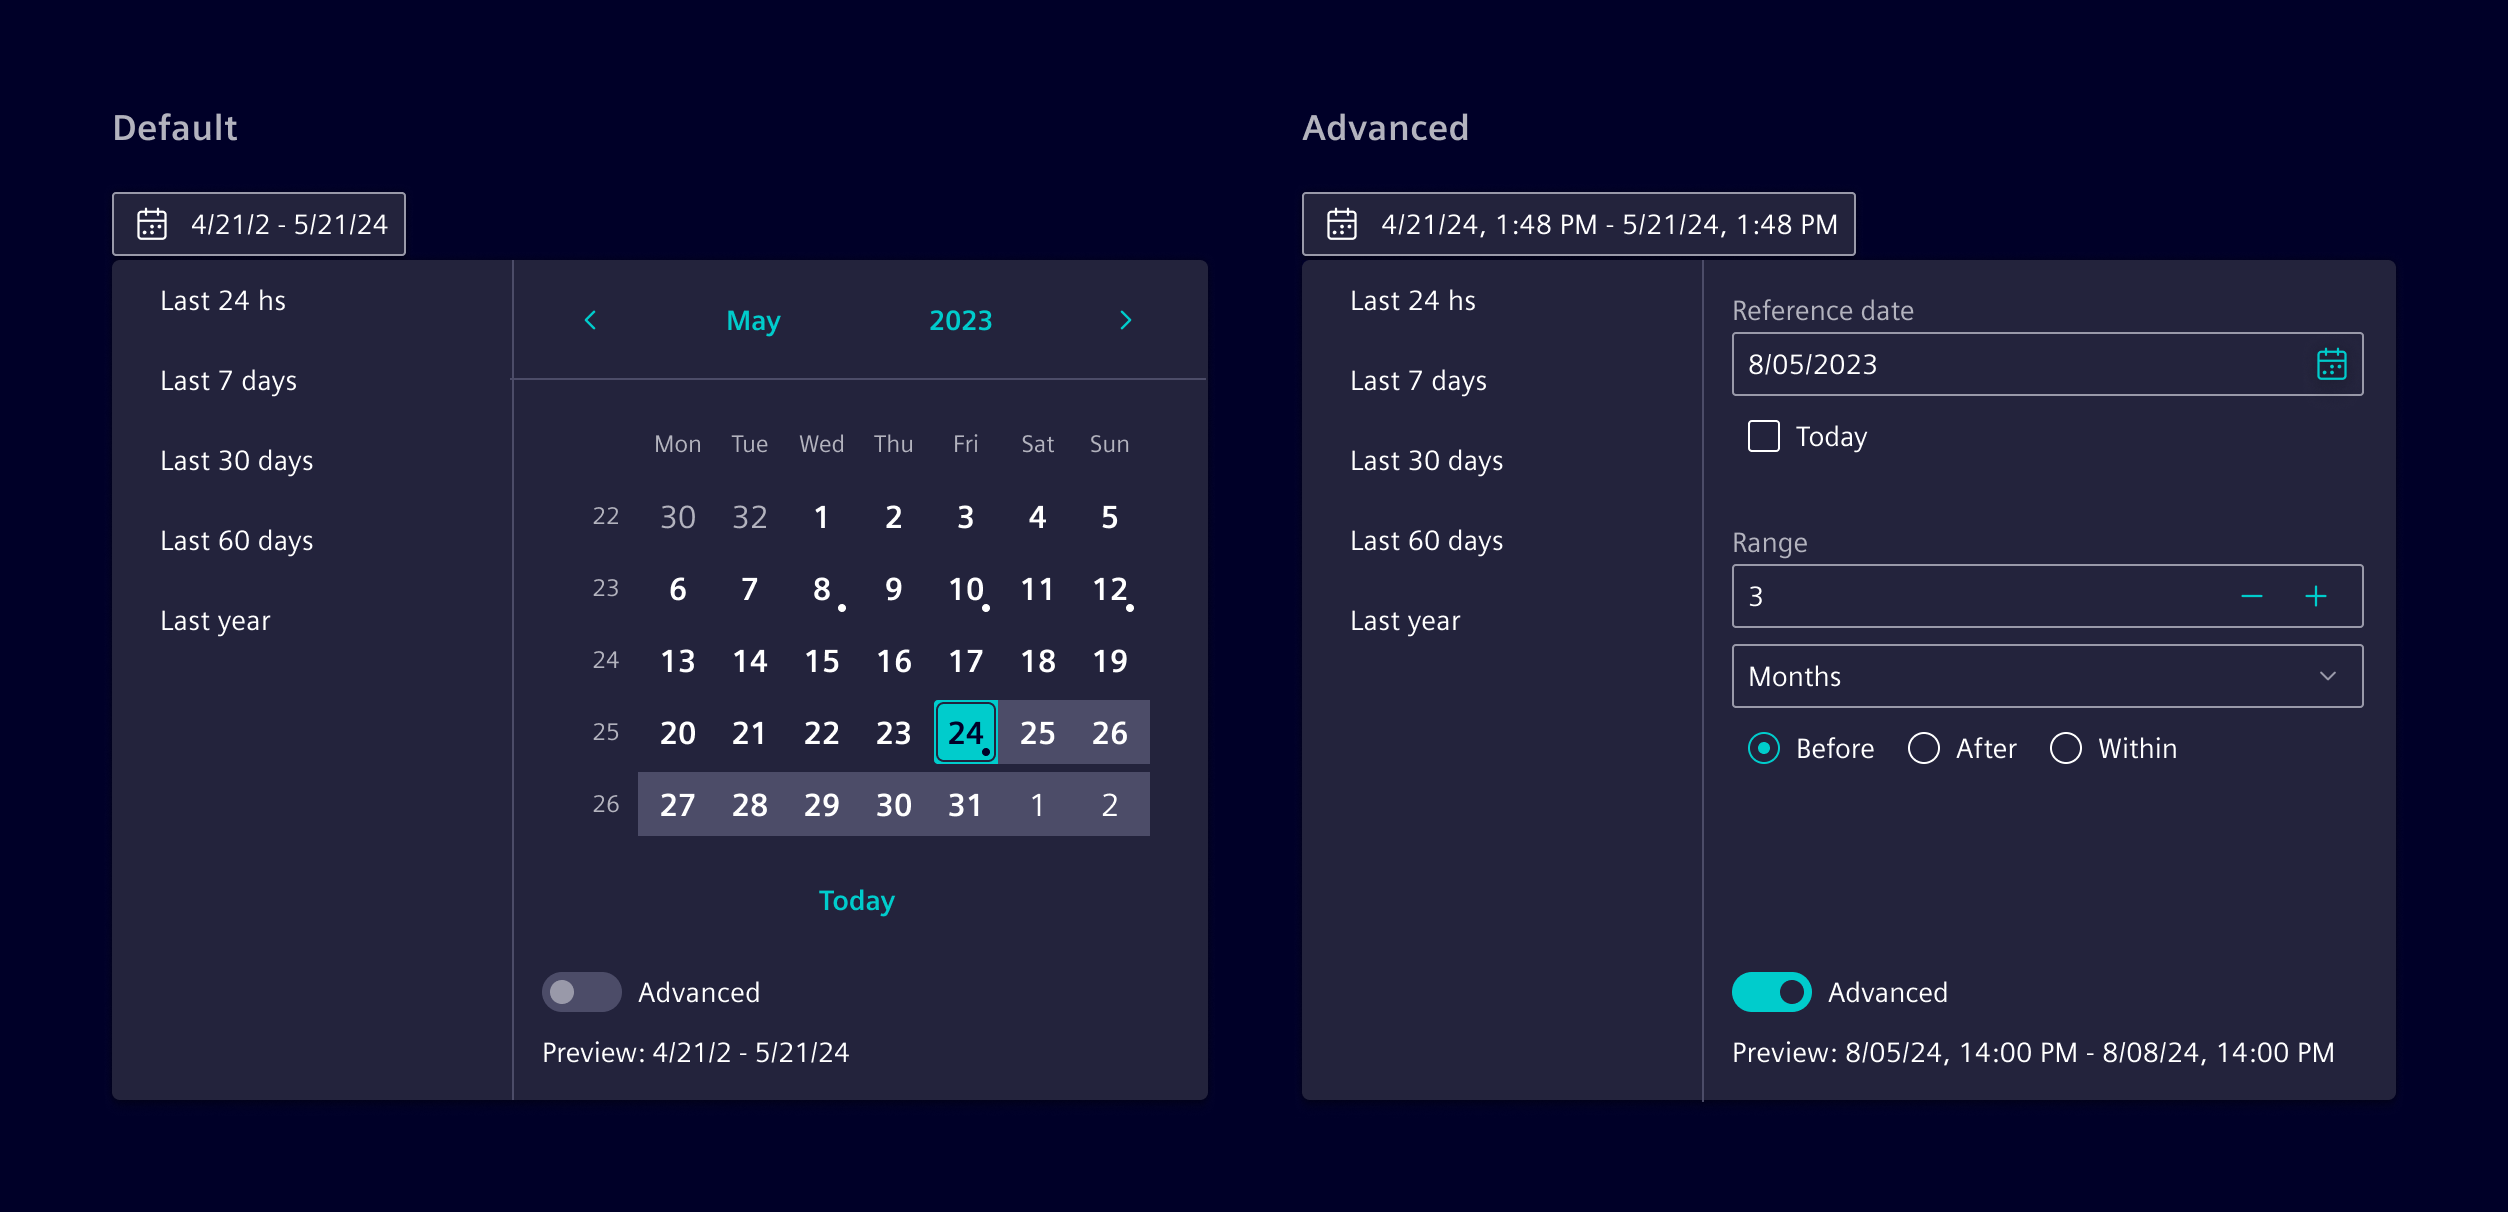 Default
4/21/2 - 5/21/24
Last 24 hs
Last 7 days
Last 30 days
Last 60 days
Last year
May 2023
Mon Tue Wed Thu Fri Sat Sun
22 30 32 1 2 3 4 5
23 6 7 8 9 10 11 12
24 13 14 15 16 17 18 19
25 20 21 22 23 24 25 26
26 27 28 29 30 31 1 2
Today
Advanced
Preview: 4/21/2 - 5/21/24
Advanced
4/21/24, 1:48 PM - 5/21/24, 1:48 PM
Last 24 hs
Last 7 days
Last 30 days
Last 60 days
Last year
Reference date
8/05/2023
Today
Range
3
Months
Before After Within
Advanced
Preview: 8/05/24, 14:00 PM - 8/08/24, 14:00 PM